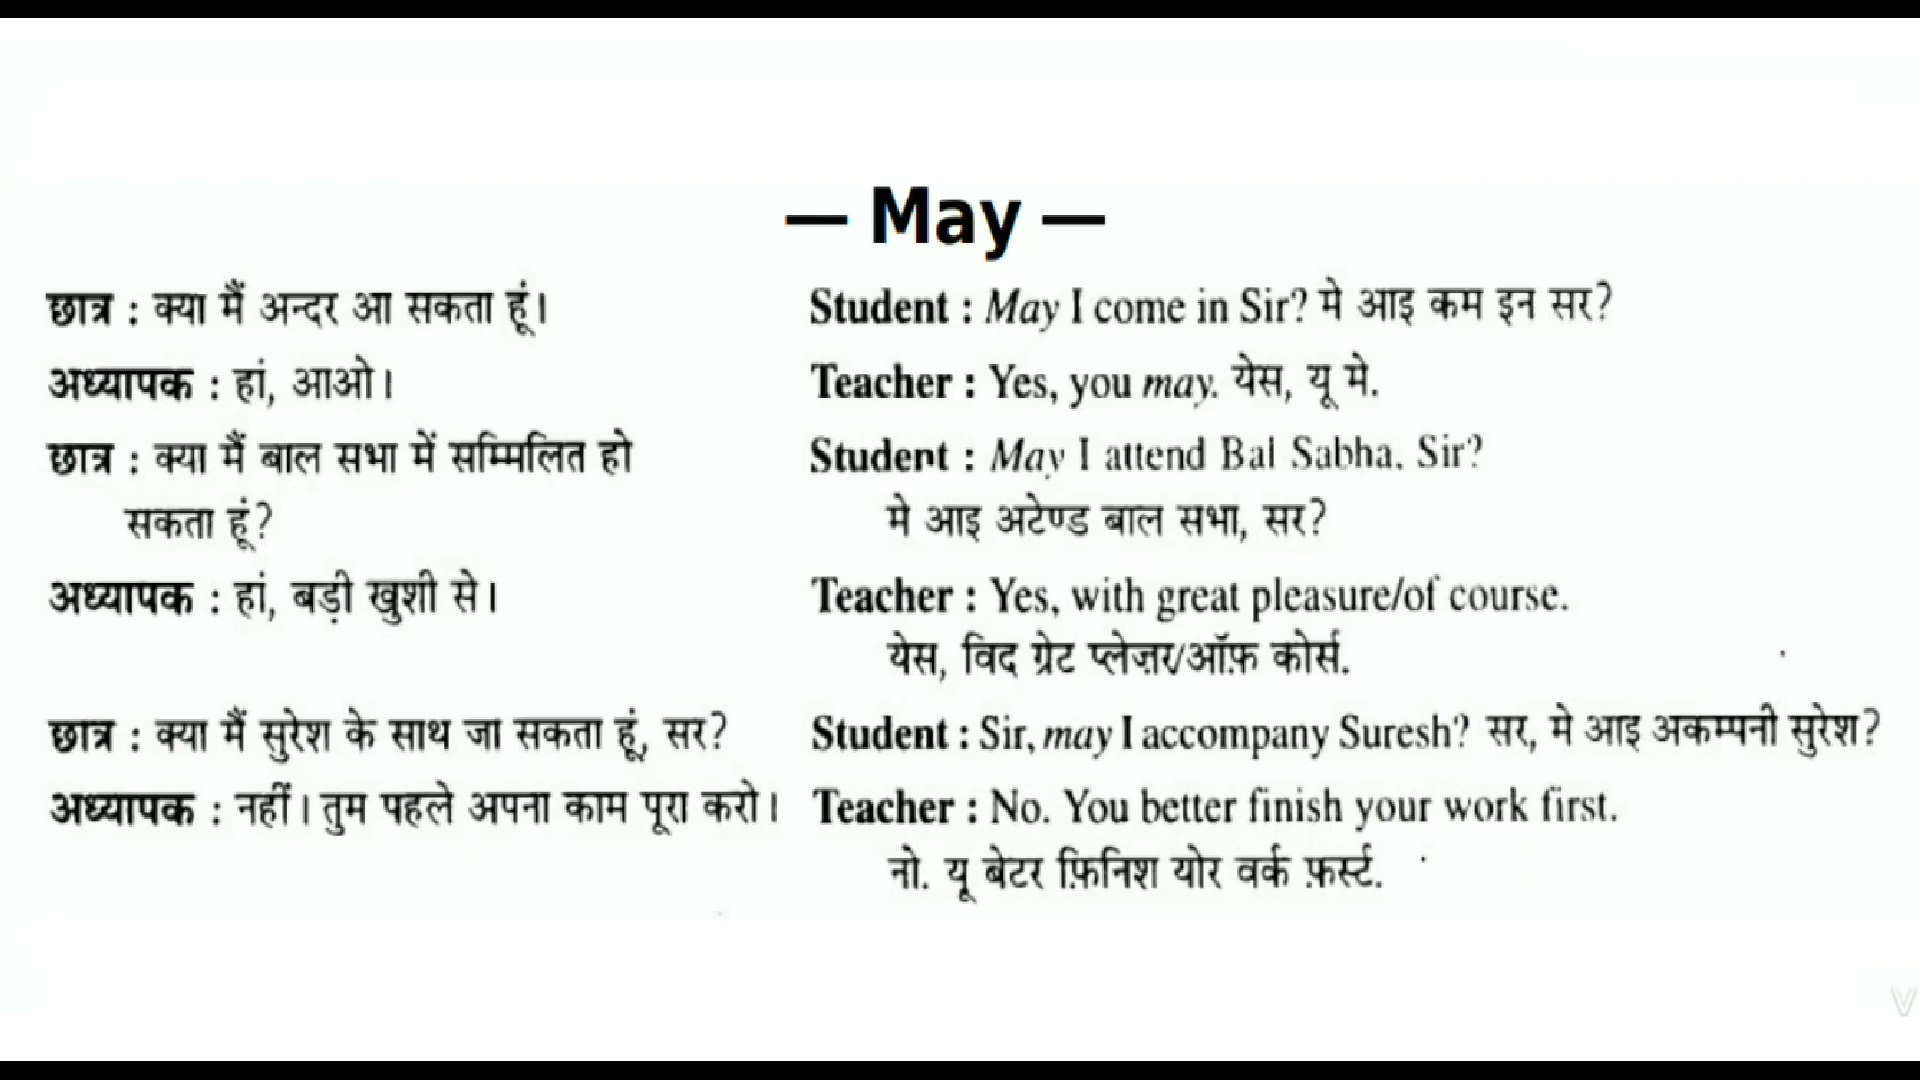 — May —
छात्र : क्या मैं अन्दर आ सकता हूं।
Student : May I come in Sir? मे आइ कम इन सर?
अध्यापक : हां, आओ।
Teacher : Yes, you may. येस, यू मे.
छात्र : क्या मैं बाल सभा में सम्मिलित हो
सकता हूं?
Student : May I attend Bal Sabha, Sir?
मे आइ अटेण्ड बाल सभा, सर?
अध्यापक : हां, बड़ी खुशी से।
Teacher : Yes, with great pleasure/of course.
येस, विद ग्रेट प्लेज़र/ऑफ़ कोर्स.
छात्र : क्या मैं सुरेश के साथ जा सकता हूं, सर?
Student : Sir, may I accompany Suresh? सर, मे आइ अकम्पनी सुरेश?
अध्यापक : नहीं। तुम पहले अपना काम पूरा करो।
Teacher : No. You better finish your work first.
नो. यू बेटर फ़िनिश योर वर्क फ़र्स्ट.
V